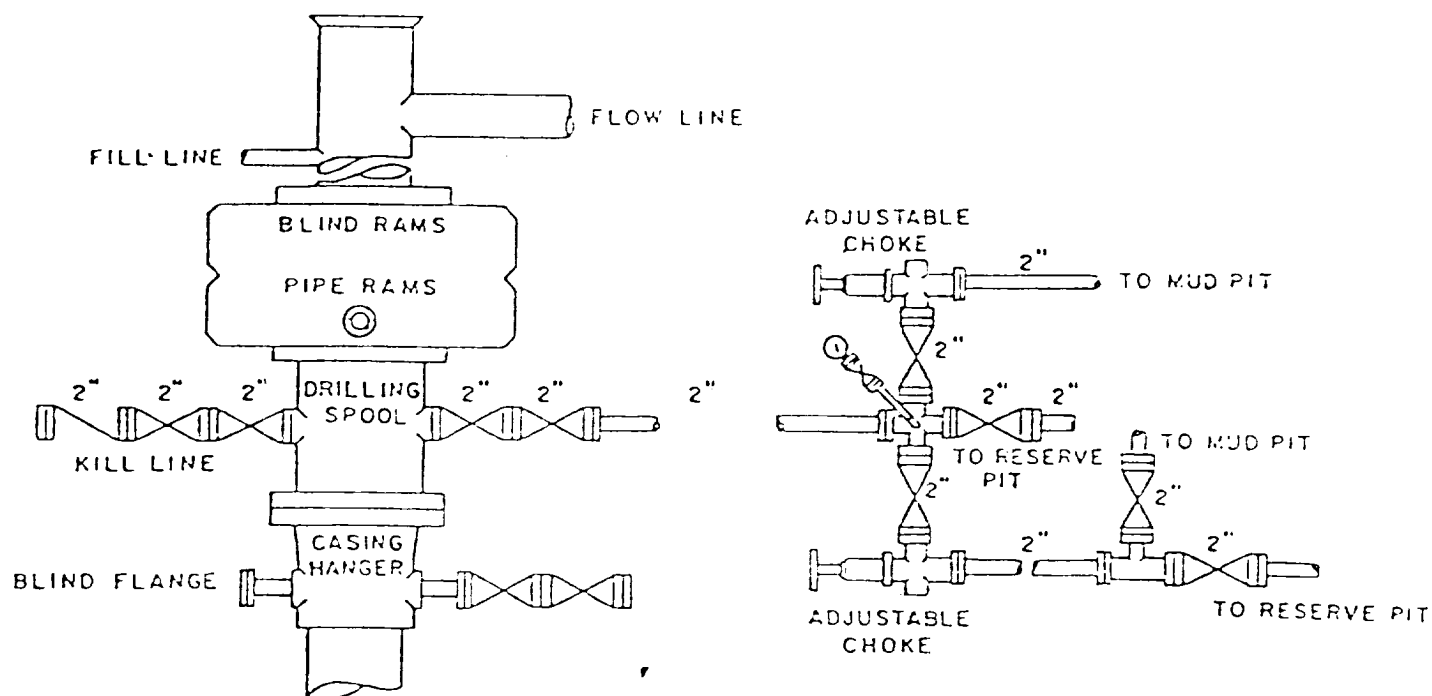 FLOW LINE
FILL LINE
BLIND RAMS
PIPE RAMS
2" 2" 2" DRILLING SPOOL 2" 2" 2"
KILL LINE
CASING
HANGER
BLIND FLANGE
ADJUSTABLE
CHOKE
2"
TO MUD PIT
2"
2" 2"
TO RESERVE
PIT
2"
TO MUD PIT
2"
2"
2"
TO RESERVE PIT
ADJUSTABLE
CHOKE